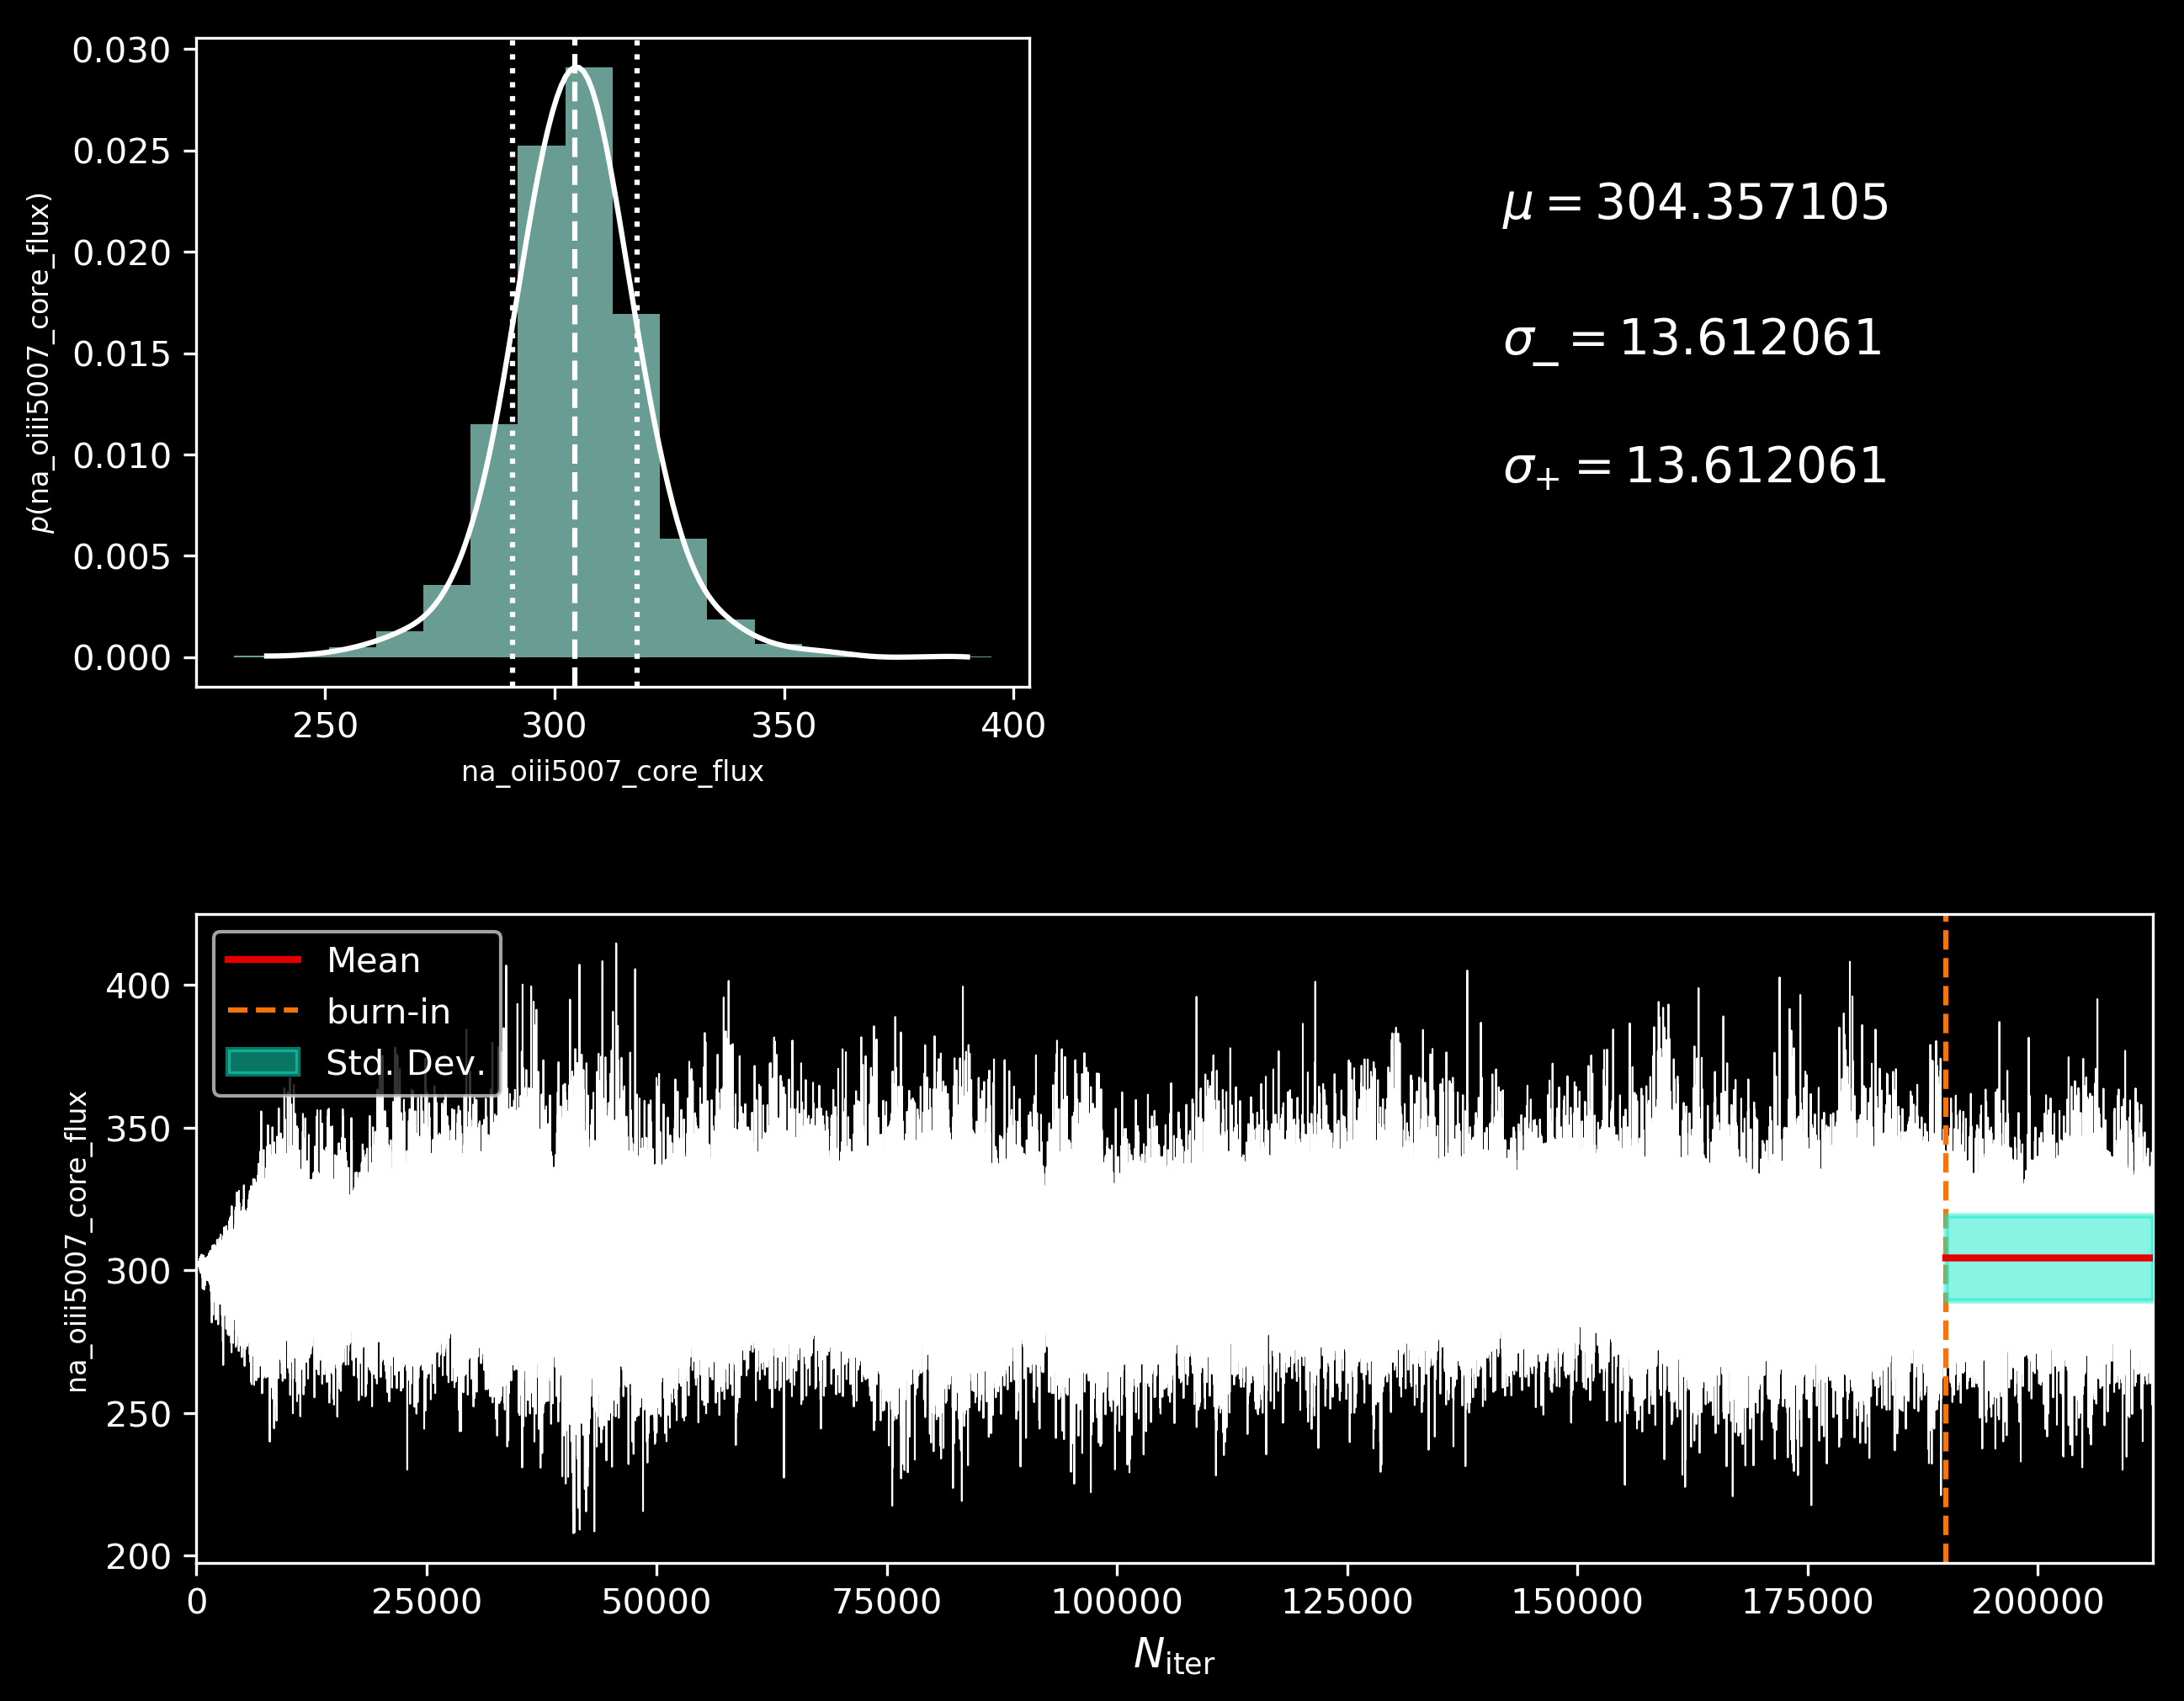 0.030
0.025
0.020
0.015
0.010
0.005
0.000
p(na_oiii5007_core_flux)
250 300 350 400
na_oiii5007_core_flux
μ = 304.357105
σ_ = 13.612061
σ+ = 13.612061
Mean
burn-in
Std. Dev.
400
350
300
250
200
na_oiii5007_core_flux
0 25000 50000 75000 100000 125000 150000 175000 200000
Niter